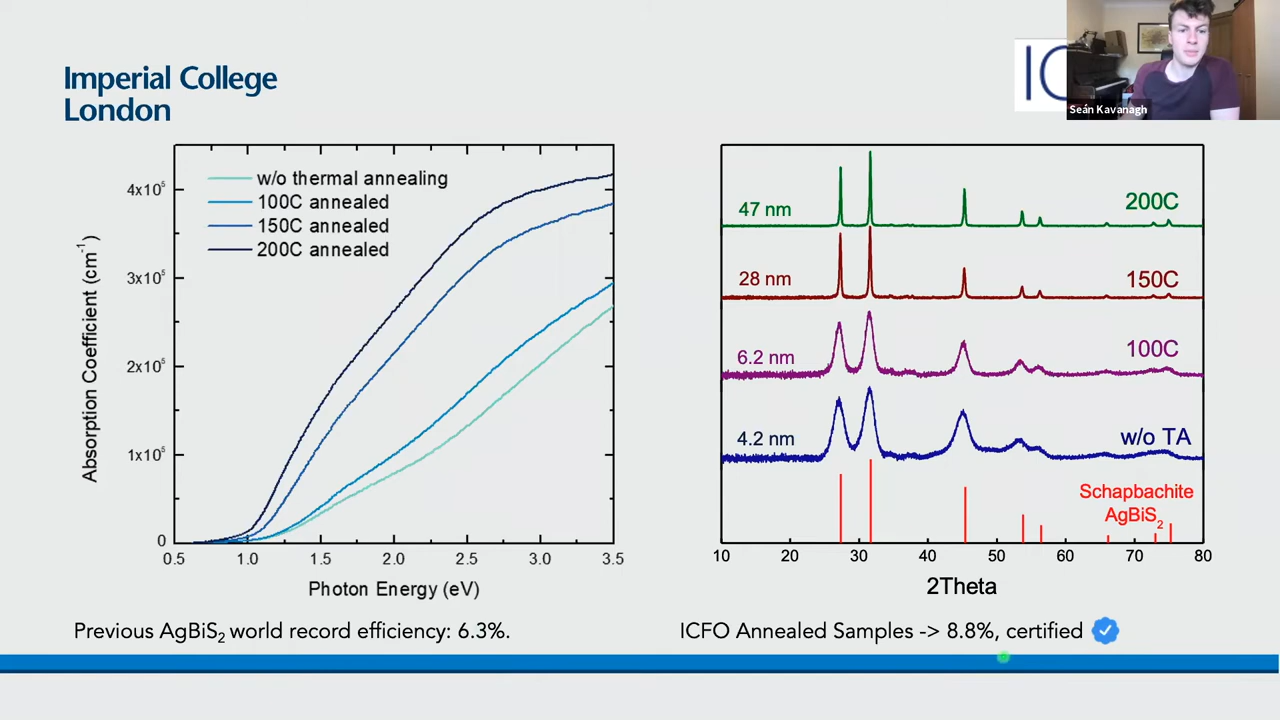 Imperial College
London
IC
Seán Kavanagh
w/o thermal annealing
100C annealed
150C annealed
200C annealed
4x10⁵
3x10⁵
2x10⁵
1x10⁵
0
0.5 1.0 1.5 2.0 2.5 3.0 3.5
Absorption Coefficient (cm⁻¹)
Photon Energy (eV)
47 nm 200C
28 nm 150C
6.2 nm 100C
4.2 nm w/o TA
Schapbachite
AgBiS₂
10 20 30 40 50 60 70 80
2Theta
Previous AgBiS₂ world record efficiency: 6.3%.
ICFO Annealed Samples -> 8.8%, certified